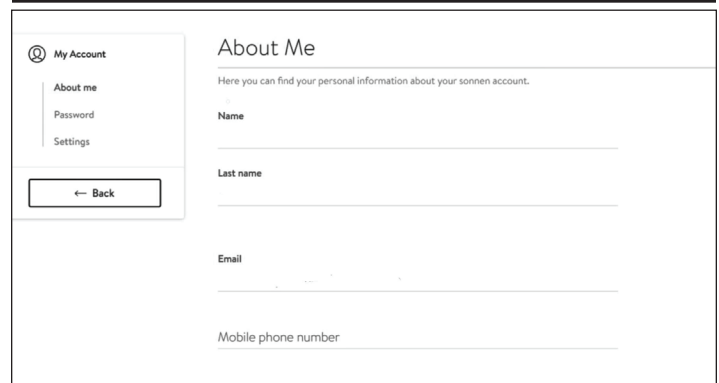 My Account
About me
Password
Settings
← Back
About Me
Here you can find your personal information about your sonnen account.
Name
Last name
Email
Mobile phone number